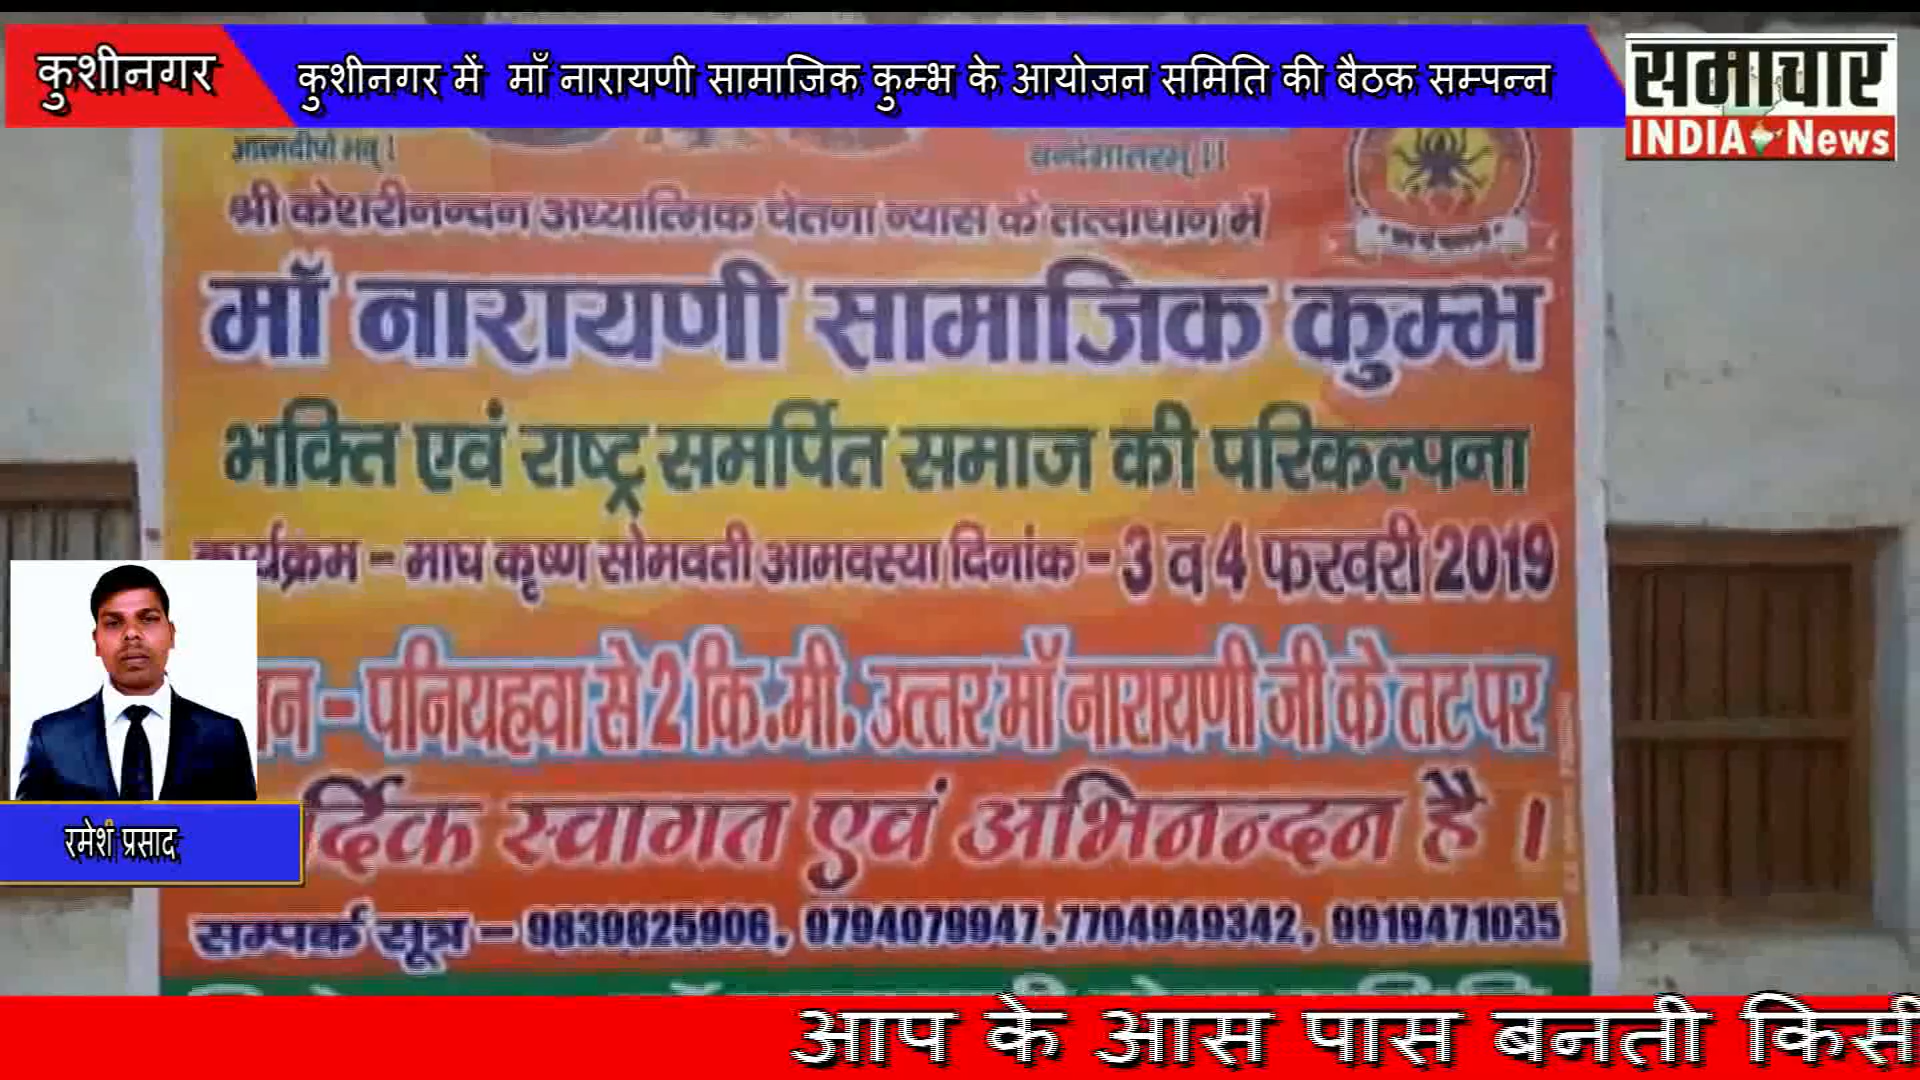 कुशीनगर
कुशीनगर में माँ नारायणी सामाजिक कुम्भ के आयोजन समिति की बैठक सम्पन्न
समाचार
INDIA News
आत्मदीपो भव् ।
वन्देमातरम् ।।
श्री केशरीनन्दन अध्यात्मिक चेतना न्यास के तत्वाधान में
माँ नारायणी सामाजिक कुम्भ
भक्ति एवं राष्ट्र समर्पित समाज की परिकल्पना
कार्यक्रम - माघ कृष्ण सोमवती आमवस्या दिनांक - 3 व 4 फरवरी 2019
न - पनियहवा से 2 कि.मी. उत्तर माँ नारायणी जी के तट पर
र्दिक स्वागत एवं अभिनन्दन है ।
सम्पर्क सूत्र - 9839825906, 9794079947,7704949342, 9919471035
रमेश प्रसाद
आप के आस पास बनती किसी